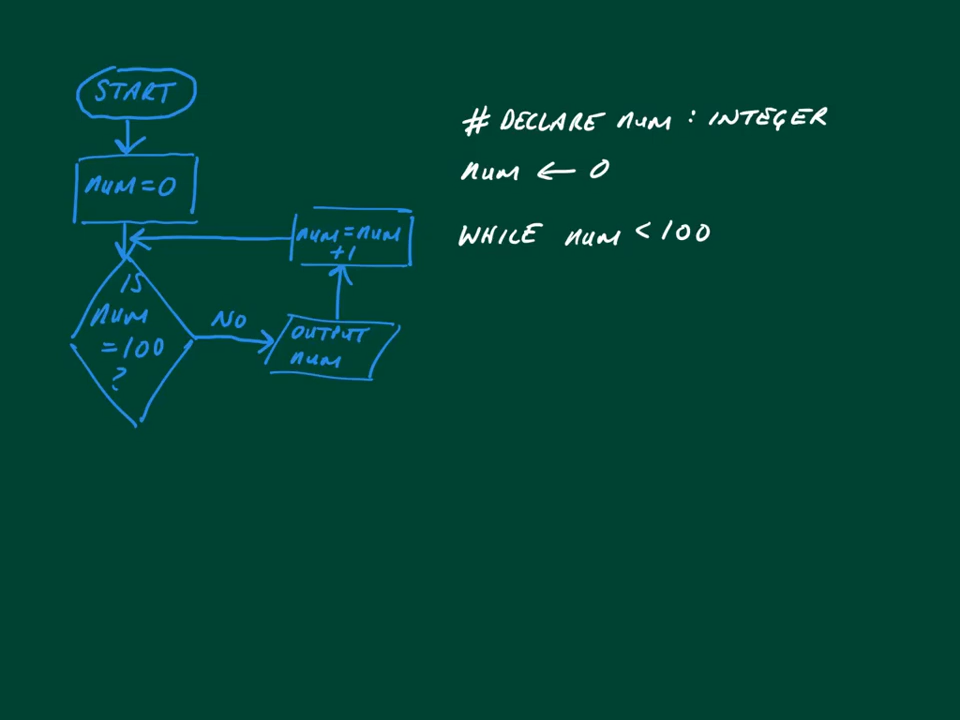 START
num=0
num=num
+1
IS
num
=100
?
NO
OUTPUT
num
# DECLARE num : INTEGER
num ← 0
WHILE num < 100